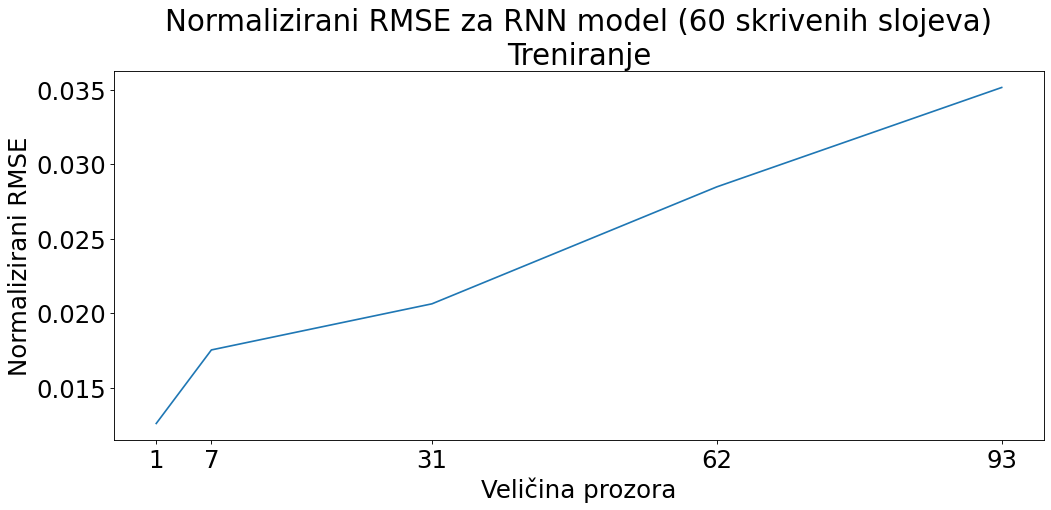 Normalizirani RMSE za RNN model (60 skrivenih slojeva)
Treniranje
Normalizirani RMSE
0.035
0.030
0.025
0.020
0.015
1 7 31 62 93
Veličina prozora